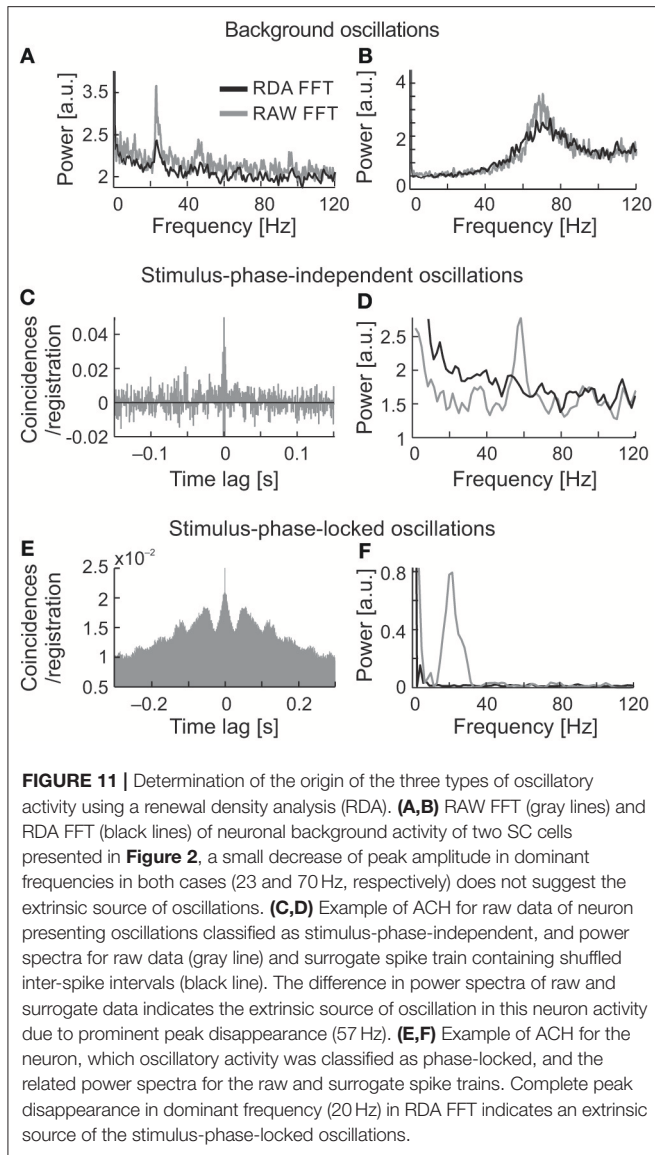 Background oscillations
A
B
Power [a.u.]
3.5
2.5
2
RDA FFT
RAW FFT
0 40 80 120
Frequency [Hz]
Power [a.u.]
4
2
0
0 40 80 120
Frequency [Hz]
Stimulus-phase-independent oscillations
C
D
Coincidences
/registration
0.04
0.02
0
-0.02
−0.1 0 0.1
Time lag [s]
Power [a.u.]
2.5
2
1.5
1
0 40 80 120
Frequency [Hz]
Stimulus-phase-locked oscillations
E
F
x10⁻²
Coincidences
/registration
2.5
2
1.5
1
0.5
−0.2 0 0.2
Time lag [s]
Power [a.u.]
0.8
0.4
0
0 40 80 120
Frequency [Hz]
FIGURE 11 | Determination of the origin of the three types of oscillatory
activity using a renewal density analysis (RDA). (A,B) RAW FFT (gray lines) and
RDA FFT (black lines) of neuronal background activity of two SC cells
presented in Figure 2, a small decrease of peak amplitude in dominant
frequencies in both cases (23 and 70 Hz, respectively) does not suggest the
extrinsic source of oscillations. (C,D) Example of ACH for raw data of neuron
presenting oscillations classified as stimulus-phase-independent, and power
spectra for raw data (gray line) and surrogate spike train containing shuffled
inter-spike intervals (black line). The difference in power spectra of raw and
surrogate data indicates the extrinsic source of oscillation in this neuron activity
due to prominent peak disappearance (57 Hz). (E,F) Example of ACH for the
neuron, which oscillatory activity was classified as phase-locked, and the
related power spectra for the raw and surrogate spike trains. Complete peak
disappearance in dominant frequency (20 Hz) in RDA FFT indicates an extrinsic
source of the stimulus-phase-locked oscillations.